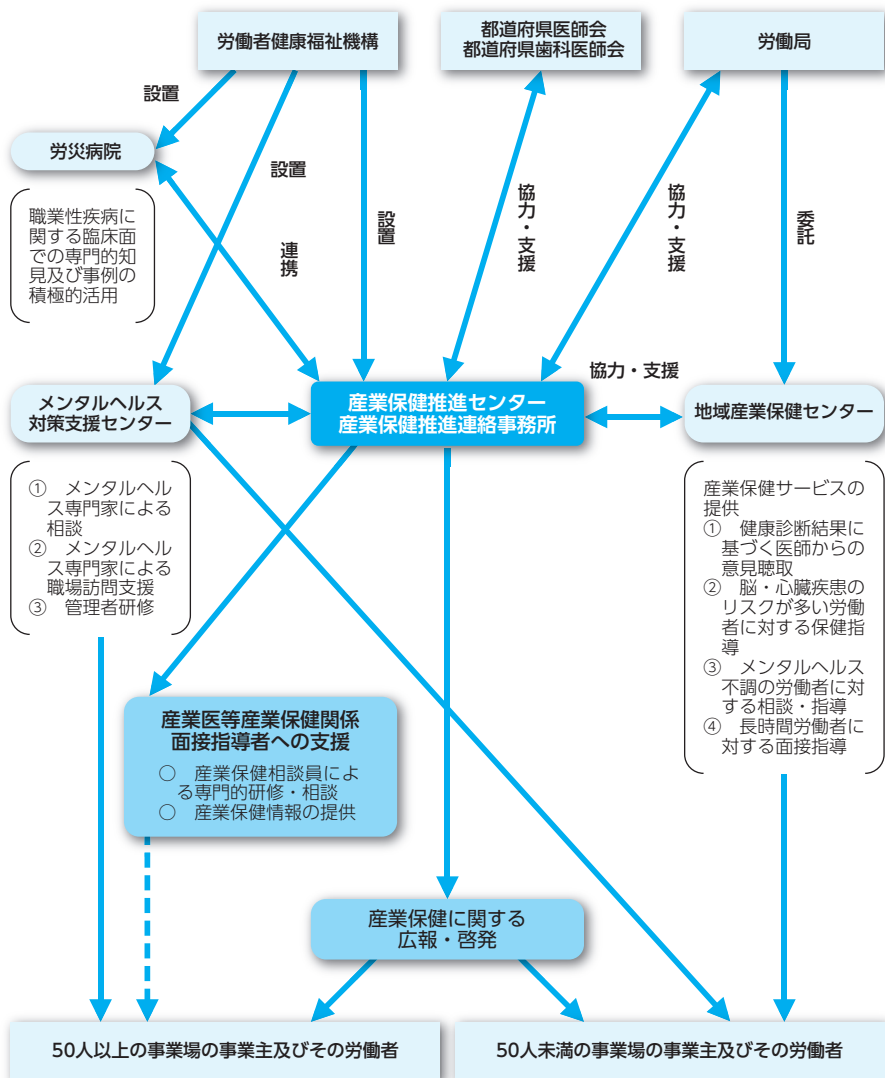 労働者健康福祉機構
都道府県医師会
都道府県歯科医師会
労働局
設置
労災病院
設置
職業性疾病に
関する臨床面
での専門的知
見及び事例の
積極的活用
連携
設置
協力・支援
協力・支援
委託
協力・支援
メンタルヘルス
対策支援センター
産業保健推進センター
産業保健推進連絡事務所
地域産業保健センター
① メンタルヘル
ス専門家による
相談
② メンタルヘル
ス専門家による
職場訪問支援
③ 管理者研修
産業保健サービスの
提供
① 健康診断結果に
基づく医師からの
意見聴取
② 脳・心臓疾患の
リスクが多い労働
者に対する保健指
導
③ メンタルヘルス
不調の労働者に対
する相談・指導
④ 長時間労働者に
対する面接指導
産業医等産業保健関係
面接指導者への支援
○ 産業保健相談員によ
る専門的研修・相談
○ 産業保健情報の提供
産業保健に関する
広報・啓発
50人以上の事業場の事業主及びその労働者
50人未満の事業場の事業主及びその労働者